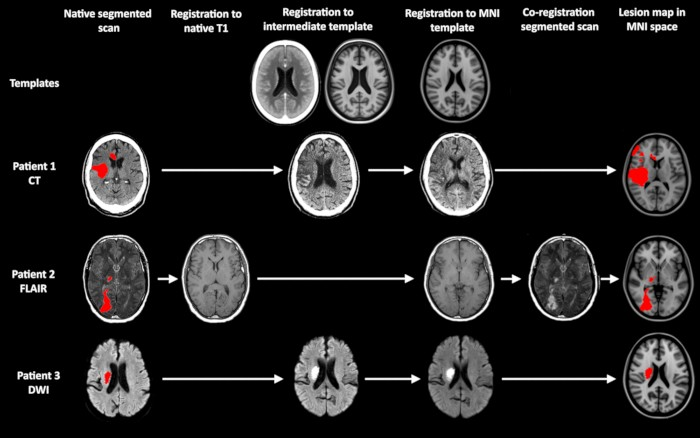 Native segmented
scan
Registration to
native T1
Registration to
intermediate template
Registration to MNI
template
Co-registration
segmented scan
Lesion map in
MNI space
Templates
Patient 1
CT
Patient 2
FLAIR
Patient 3
DWI